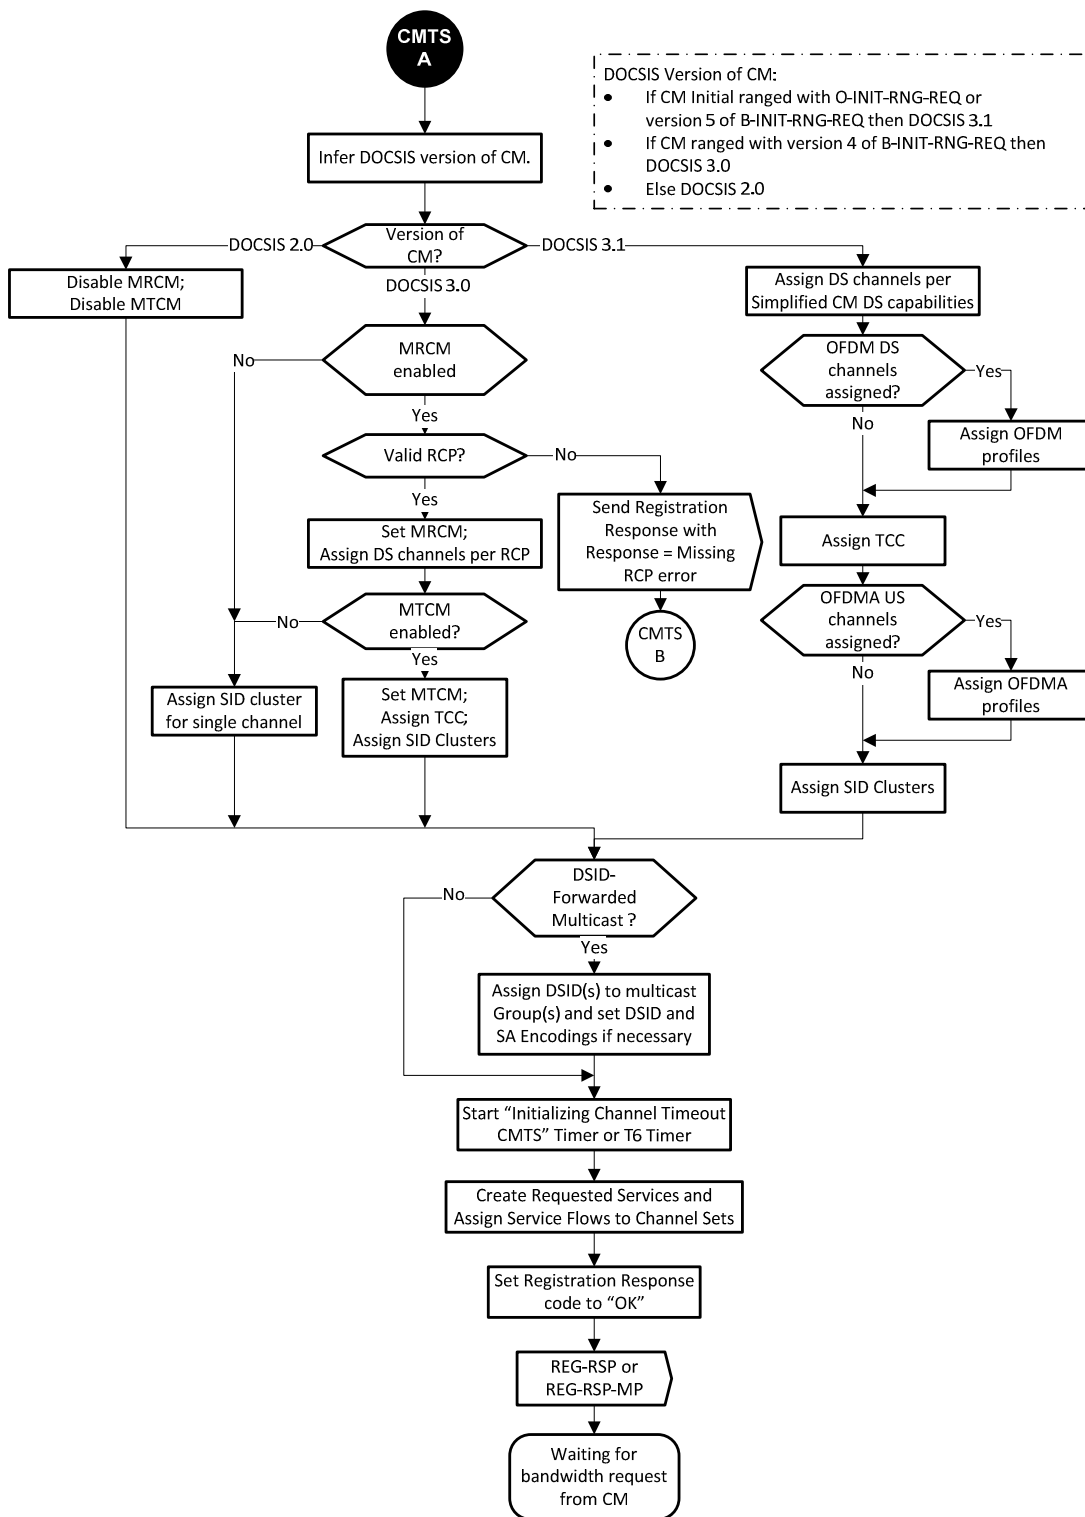 CMTS
A
DOCSIS Version of CM:
• If CM Initial ranged with O-INIT-RNG-REQ or
version 5 of B-INIT-RNG-REQ then DOCSIS 3.1
• If CM ranged with version 4 of B-INIT-RNG-REQ then
DOCSIS 3.0
• Else DOCSIS 2.0
Infer DOCSIS version of CM.
Version of
CM?
DOCSIS 2.0
DOCSIS 3.1
DOCSIS 3.0
Disable MRCM;
Disable MTCM
Assign DS channels per
Simplified CM DS capabilities
MRCM
enabled
No
Yes
OFDM DS
channels
assigned?
Yes
No
Assign OFDM
profiles
Valid RCP?
No
Yes
Send Registration
Response with
Response = Missing
RCP error
CMTS
B
Set MRCM;
Assign DS channels per RCP
Assign TCC
MTCM
enabled?
No
Yes
OFDMA US
channels
assigned?
Yes
No
Assign OFDMA
profiles
Assign SID cluster
for single channel
Set MTCM;
Assign TCC;
Assign SID Clusters
Assign SID Clusters
DSID-
Forwarded
Multicast ?
No
Yes
Assign DSID(s) to multicast
Group(s) and set DSID and
SA Encodings if necessary
Start “Initializing Channel Timeout
CMTS” Timer or T6 Timer
Create Requested Services and
Assign Service Flows to Channel Sets
Set Registration Response
code to “OK”
REG-RSP or
REG-RSP-MP
Waiting for
bandwidth request
from CM